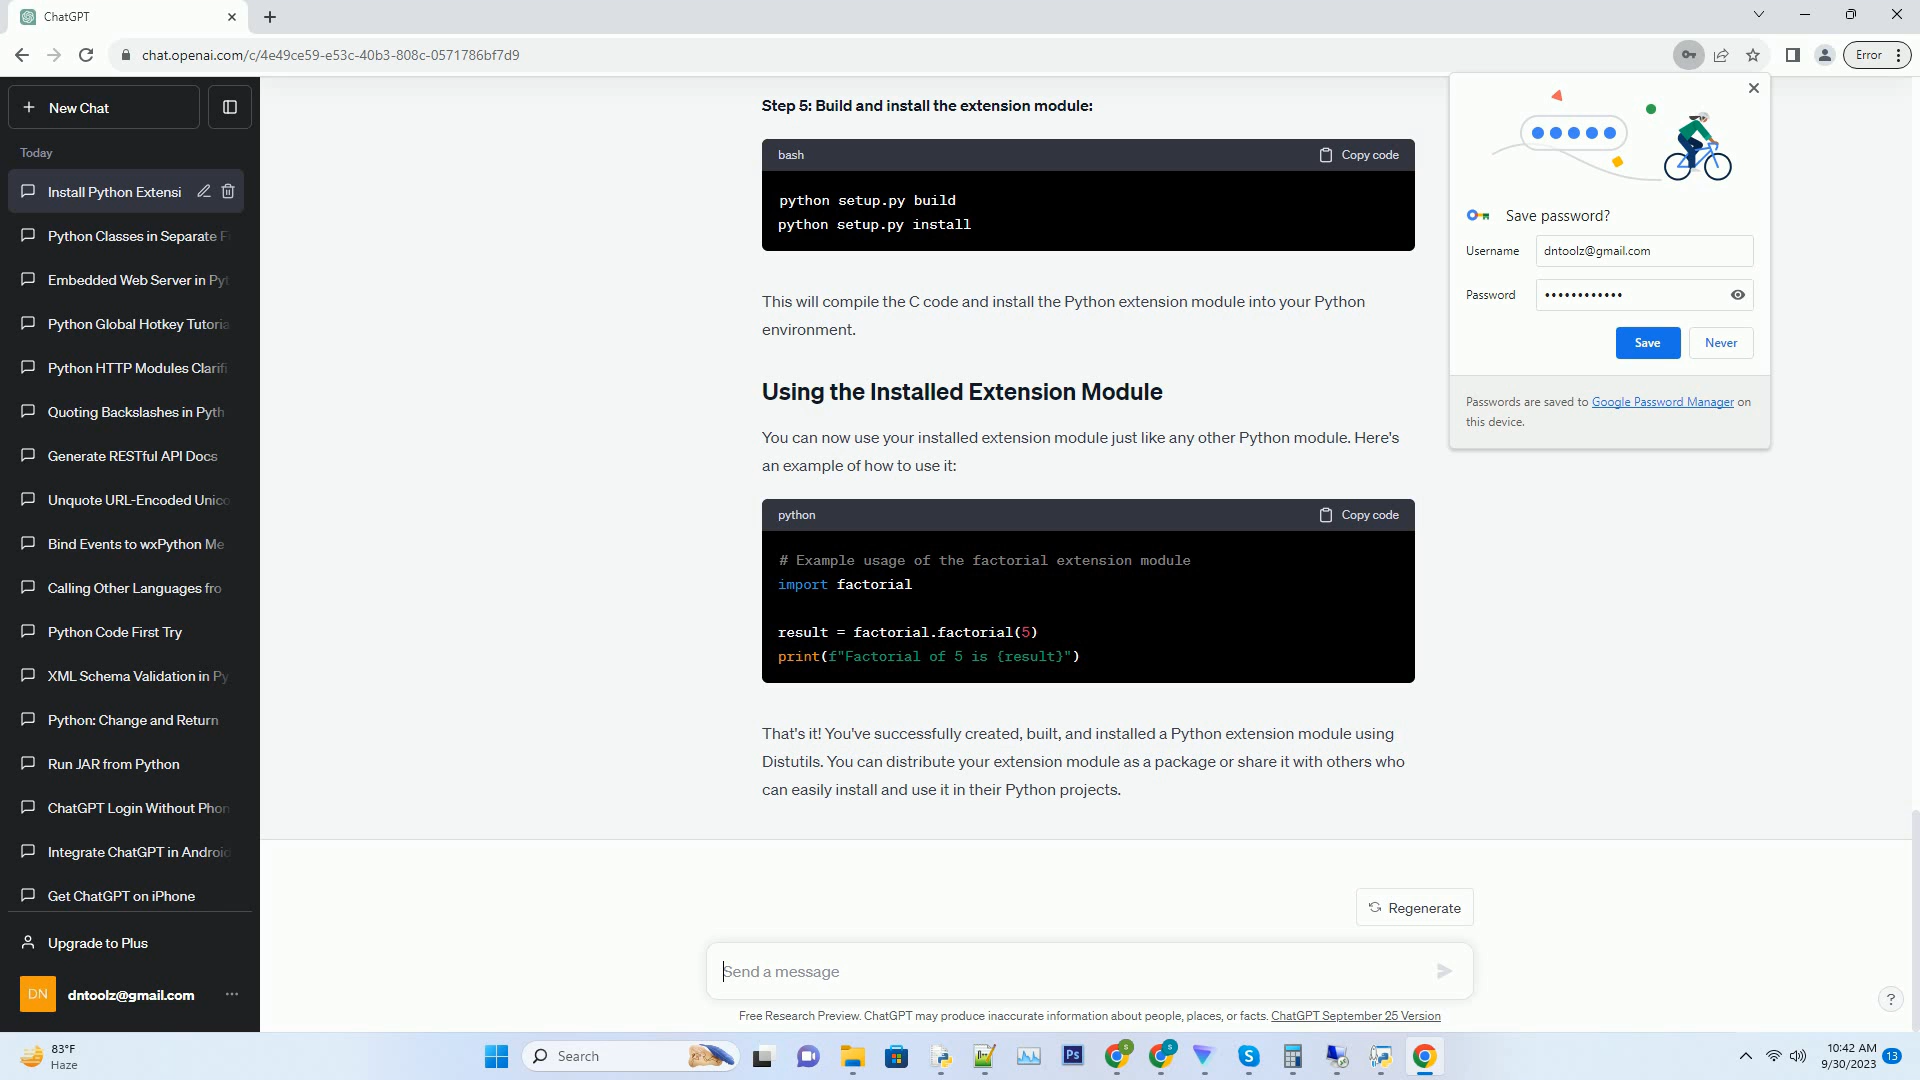 ChatGPT
chat.openai.com/c/4e49ce59-e53c-40b3-808c-0571786bf7d9
Error
New Chat
Today
Install Python Extensi
Python Classes in Separate Fi
Embedded Web Server in Pyt
Python Global Hotkey Tutoria
Python HTTP Modules Clarifi
Quoting Backslashes in Pyth
Generate RESTful API Docs
Unquote URL-Encoded Unico
Bind Events to wxPython Me
Calling Other Languages fro
Python Code First Try
XML Schema Validation in Py
Python: Change and Return
Run JAR from Python
ChatGPT Login Without Phon
Integrate ChatGPT in Android
Get ChatGPT on iPhone
Upgrade to Plus
DN
dntoolz@gmail.com
Step 5: Build and install the extension module:
bash
Copy code
python setup.py build
python setup.py install
This will compile the C code and install the Python extension module into your Python
environment.
Using the Installed Extension Module
You can now use your installed extension module just like any other Python module. Here's
an example of how to use it:
python
Copy code
# Example usage of the factorial extension module
import factorial
result = factorial.factorial(5)
print(f"Factorial of 5 is {result}")
That's it! You've successfully created, built, and installed a Python extension module using
Distutils. You can distribute your extension module as a package or share it with others who
can easily install and use it in their Python projects.
Regenerate
Send a message
Free Research Preview. ChatGPT may produce inaccurate information about people, places, or facts. ChatGPT September 25 Version
?
Save password?
Username
dntoolz@gmail.com
Password
••••••••••••
Save
Never
Passwords are saved to Google Password Manager on
this device.
83°F
Haze
Search
Ps
S
S
S
10:42 AM
9/30/2023
13